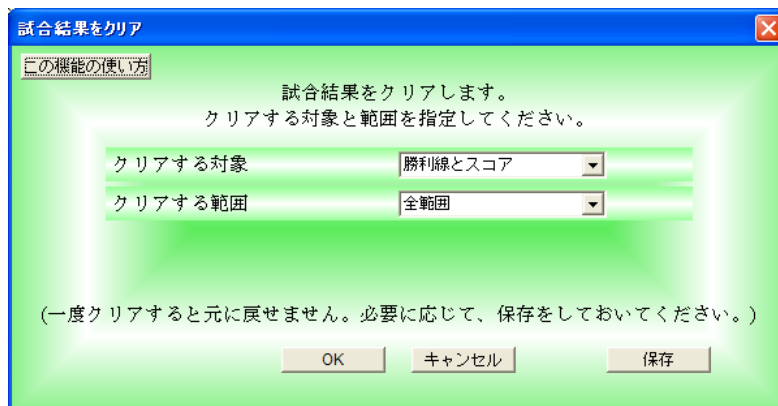 試合結果をクリア
この機能の使い方
試合結果をクリアします。
クリアする対象と範囲を指定してください。
クリアする対象 勝利線とスコア
クリアする範囲 全範囲
(一度クリアすると元に戻せません。必要に応じて、保存をしておいてください。)
OK キャンセル 保存